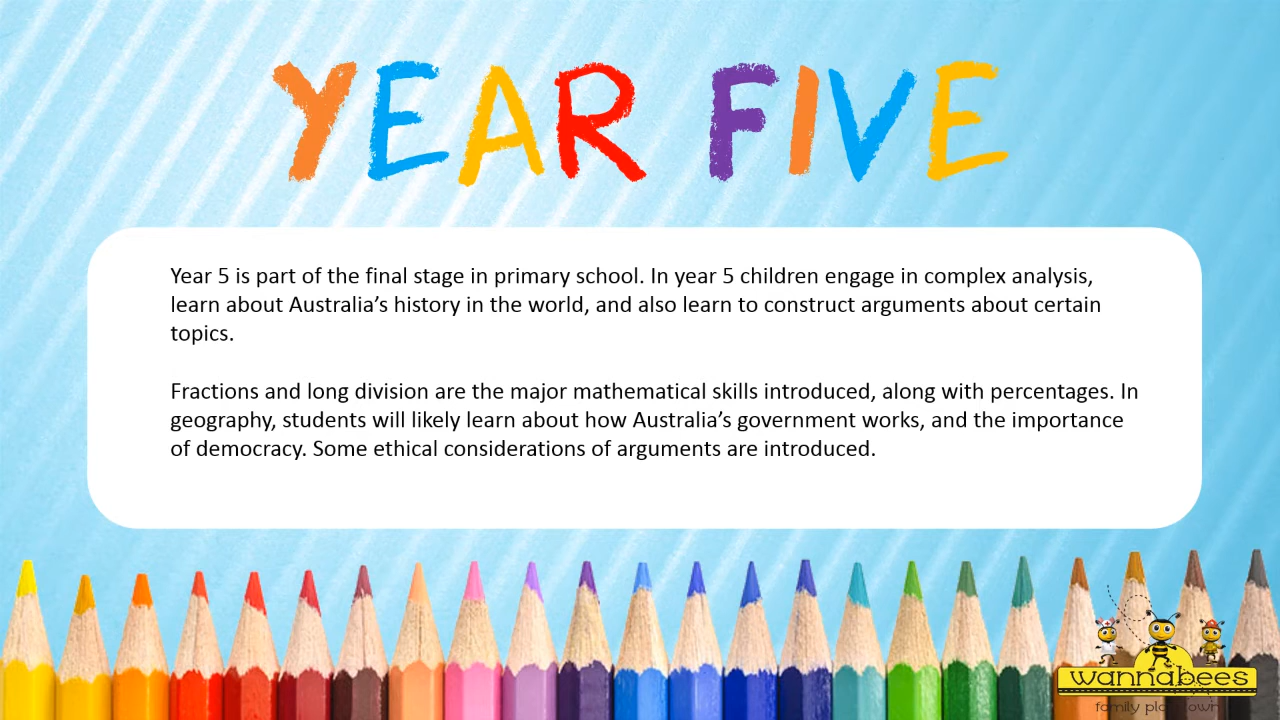 YEAR FIVE
Year 5 is part of the final stage in primary school. In year 5 children engage in complex analysis,
learn about Australia’s history in the world, and also learn to construct arguments about certain
topics.
Fractions and long division are the major mathematical skills introduced, along with percentages. In
geography, students will likely learn about how Australia’s government works, and the importance
of democracy. Some ethical considerations of arguments are introduced.
wannabees
family play town